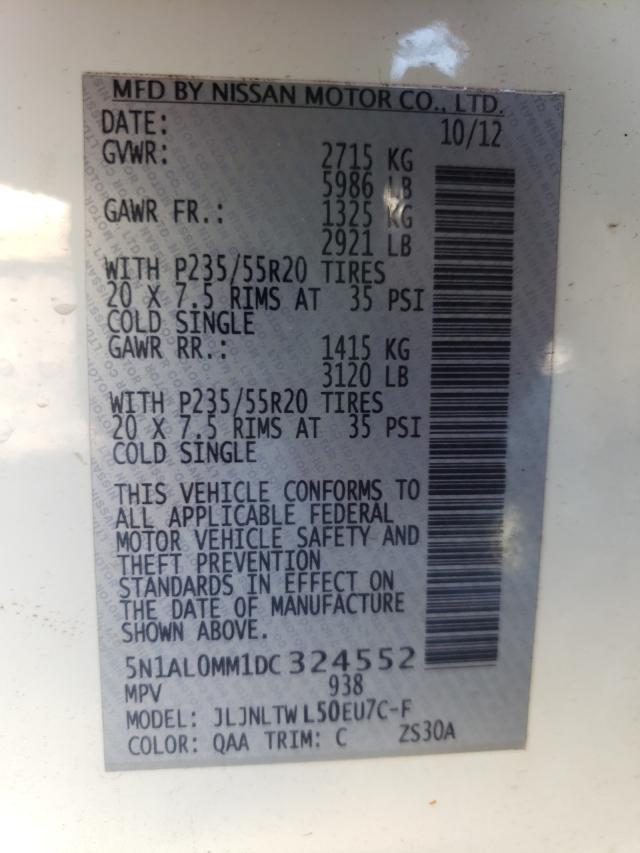 MFD BY NISSAN MOTOR CO., LTD.
DATE: 10/12
GVWR: 2715 KG
5986 LB
GAWR FR.: 1325 KG
2921 LB
WITH P235/55R20 TIRES
20 X 7.5 RIMS AT 35 PSI
COLD SINGLE
GAWR RR.: 1415 KG
3120 LB
WITH P235/55R20 TIRES
20 X 7.5 RIMS AT 35 PSI
COLD SINGLE
THIS VEHICLE CONFORMS TO
ALL APPLICABLE FEDERAL
MOTOR VEHICLE SAFETY AND
THEFT PREVENTION
STANDARDS IN EFFECT ON
THE DATE OF MANUFACTURE
SHOWN ABOVE.
5N1AL0MM1DC 324552
MPV 938
MODEL: JLJNLTW L50EU7C-F
COLOR: QAA TRIM: C ZS30A